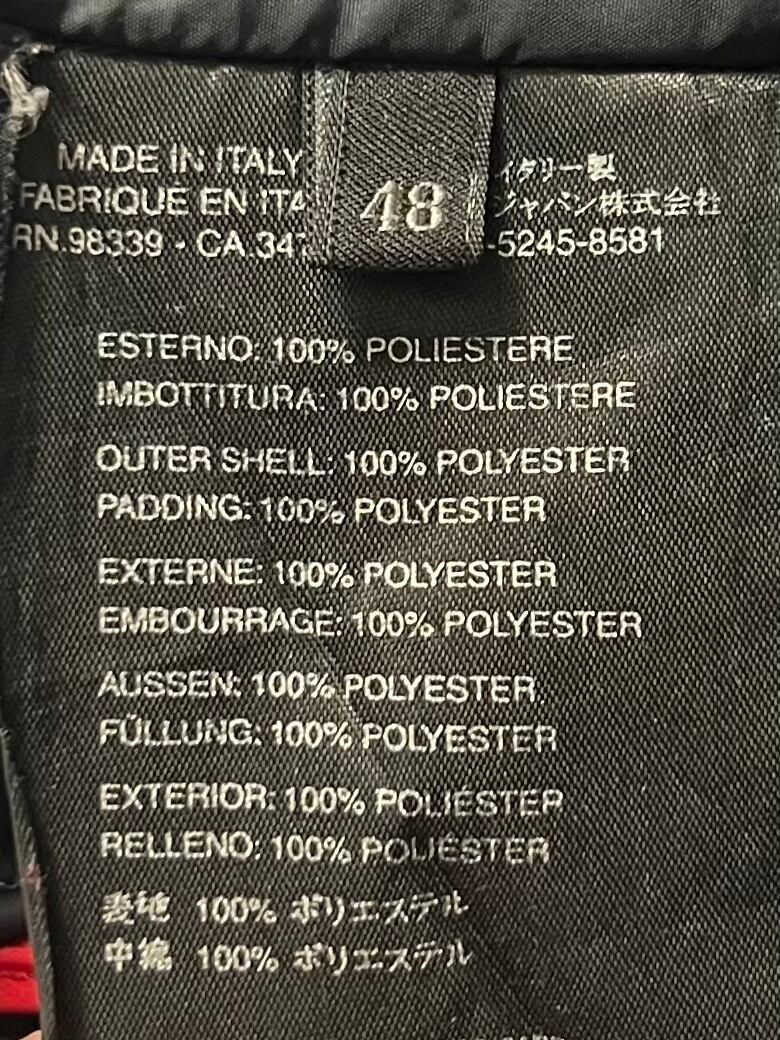 MADE IN ITALY
イタリー製
FABRIQUE EN ITA
ジャパン株式会社
RN.98339 - CA.347
-5245-8581
48
ESTERNO: 100% POLIESTERE
IMBOTTITURA: 100% POLIESTERE
OUTER SHELL: 100% POLYESTER
PADDING: 100% POLYESTER
EXTERNE: 100% POLYESTER
EMBOURRAGE: 100% POLYESTER
AUSSEN: 100% POLYESTER
FÜLLUNG: 100% POLYESTER
EXTERIOR: 100% POLIÉSTER
RELLENO: 100% POLIÉSTER
表地 100% ポリエステル
中綿 100% ポリエステル